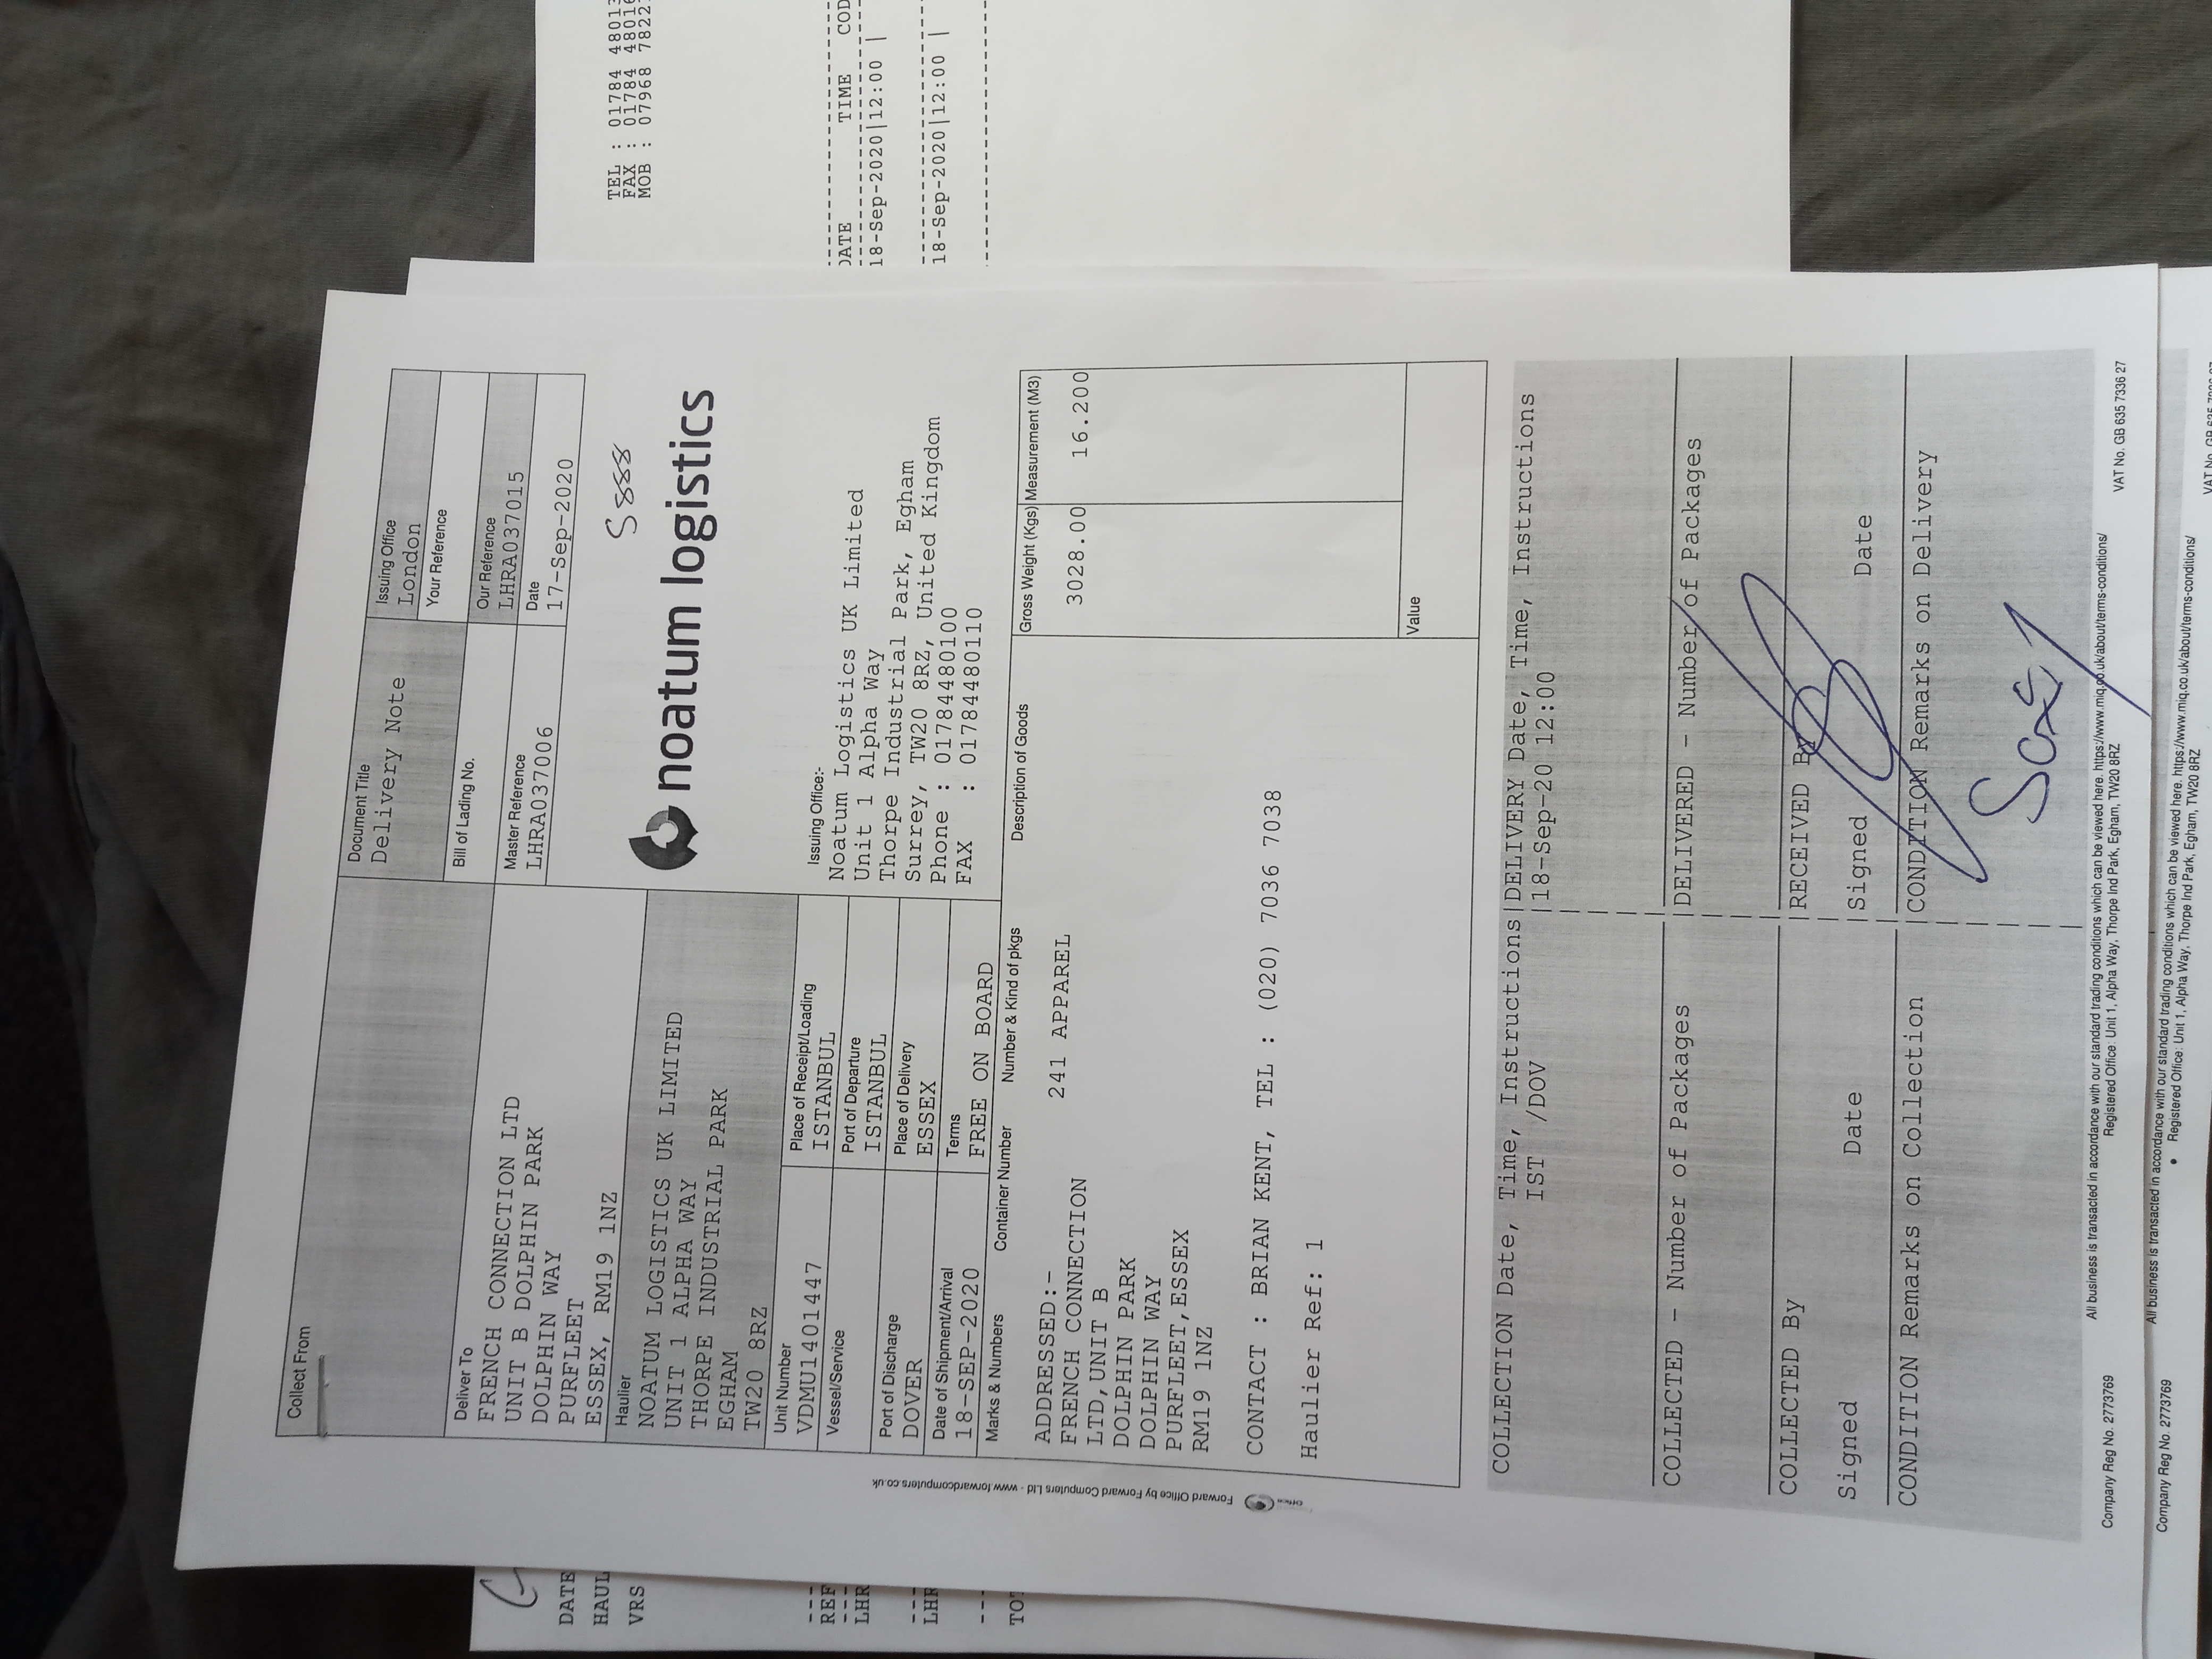 Collect From
Document Title
Delivery Note
Issuing Office
London
Bill of Lading No.
Your Reference
Deliver To
FRENCH CONNECTION LTD
UNIT B DOLPHIN PARK
DOLPHIN WAY
PURFLEET
ESSEX, RM19 1NZ
Master Reference
LHRA037006
Our Reference
LHRA037015
Date
17-Sep-2020
Haulier
NOATUM LOGISTICS UK LIMITED
UNIT 1 ALPHA WAY
THORPE INDUSTRIAL PARK
EGHAM
TW20 8RZ
noatum logistics
Unit Number
VDMU1401447
Place of Receipt/Loading
ISTANBUL
Vessel/Service
Port of Departure
ISTANBUL
Port of Discharge
DOVER
Place of Delivery
ESSEX
Date of Shipment/Arrival
18-SEP-2020
Terms
FREE ON BOARD
Issuing Office:-
Noatum Logistics UK Limited
Unit 1 Alpha Way
Thorpe Industrial Park, Egham
Surrey, TW20 8RZ, United Kingdom
Phone : 01784480100
FAX : 01784480110
Marks & Numbers Container Number Number & Kind of pkgs Description of Goods Gross Weight (Kgs) Measurement (M3)
241 APPAREL 3028.00 16.200
ADDRESSED:-
FRENCH CONNECTION
LTD,UNIT B
DOLPHIN PARK
DOLPHIN WAY
PURFLEET,ESSEX
RM19 1NZ
CONTACT : BRIAN KENT, TEL : (020) 7036 7038
Haulier Ref: 1
Value
COLLECTION Date, Time, Instructions|DELIVERY Date, Time, Instructions
IST /DOV |18-Sep-20 12:00
COLLECTED - Number of Packages |DELIVERED - Number of Packages
COLLECTED By |RECEIVED By
Signed Date |Signed Date
CONDITION Remarks on Collection |CONDITION Remarks on Delivery
All business is transacted in accordance with our standard trading conditions which can be viewed here. https://www.miq.co.uk/about/terms-conditions/
Company Reg No. 2773769 Registered Office: Unit 1, Alpha Way, Thorpe Ind Park, Egham, TW20 8RZ VAT No. GB 635 7336 27
All business is transacted in accordance with our standard trading conditions which can be viewed here. https://www.miq.co.uk/about/terms-conditions/
Company Reg No. 2773769 Registered Office: Unit 1, Alpha Way, Thorpe Ind Park, Egham, TW20 8RZ
Forward Office by Forward Computers Ltd - www.forwardcomputers.co.uk
TEL : 01784 48013
FAX : 01784 48016
MOB : 07968 7822
DATE
HAUL
VRS
TIME COD
REF
LHR 18-Sep-2020|12:00 |
LHR 18-Sep-2020|12:00 |
TO